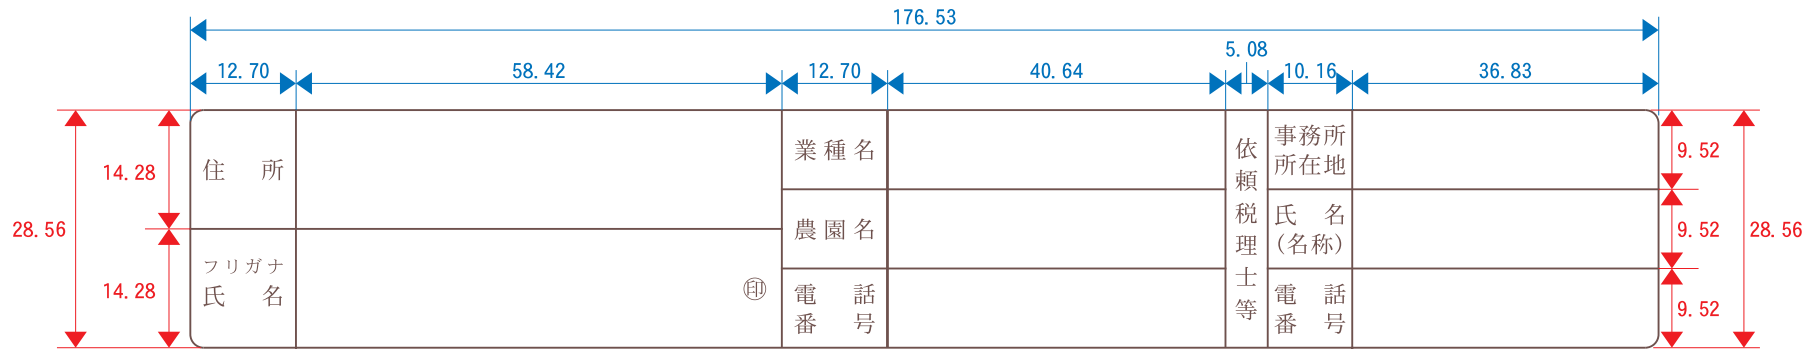 176.53
5.08
12.70
58.42
12.70
40.64
10.16
36.83
28.56
14.28
14.28
住所
フリガナ
氏名
㊞
業種名
農園名
電話
番号
依頼税理士等
事務所
所在地
氏名
(名称)
電話
番号
9.52
9.52
9.52
28.56